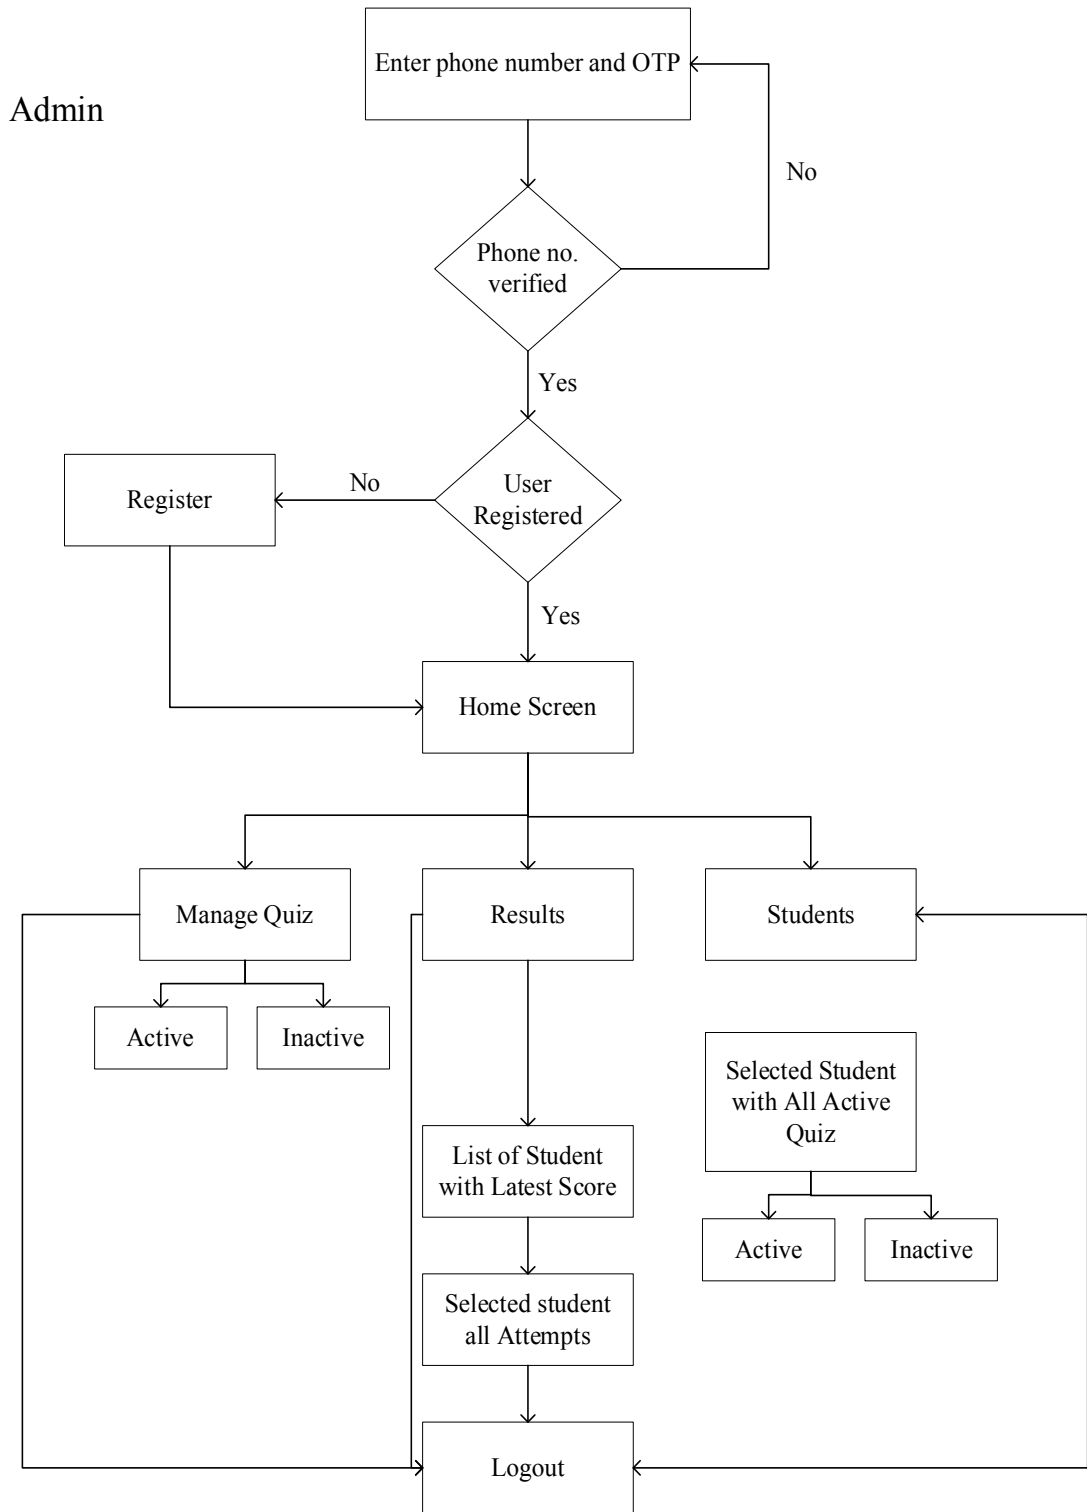 Enter phone number and OTP
Admin
No
Phone no.
verified
Yes
User
Registered
No
Register
Yes
Home Screen
Manage Quiz
Results
Students
Active
Inactive
Selected Student
with All Active
Quiz
List of Student
with Latest Score
Active
Inactive
Selected student
all Attempts
Logout